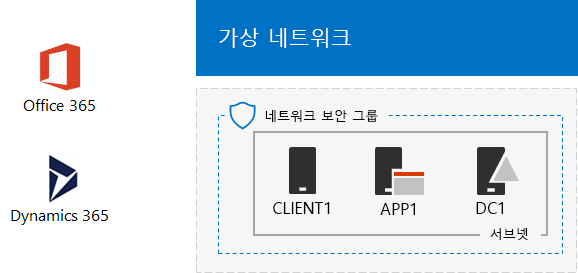 가상 네트워크
Office 365
네트워크 보안 그룹
Dynamics 365
CLIENT1
APP1
DC1
서브넷